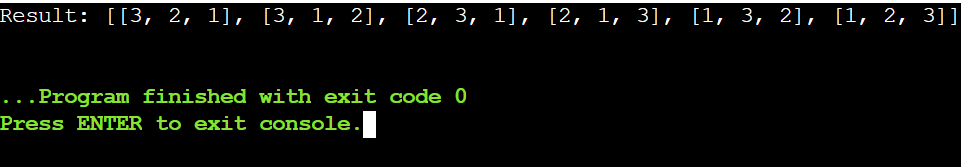 Result: [[3, 2, 1], [3, 1, 2], [2, 3, 1], [2, 1, 3], [1, 3, 2], [1, 2, 3]]
...Program finished with exit code 0
Press ENTER to exit console.